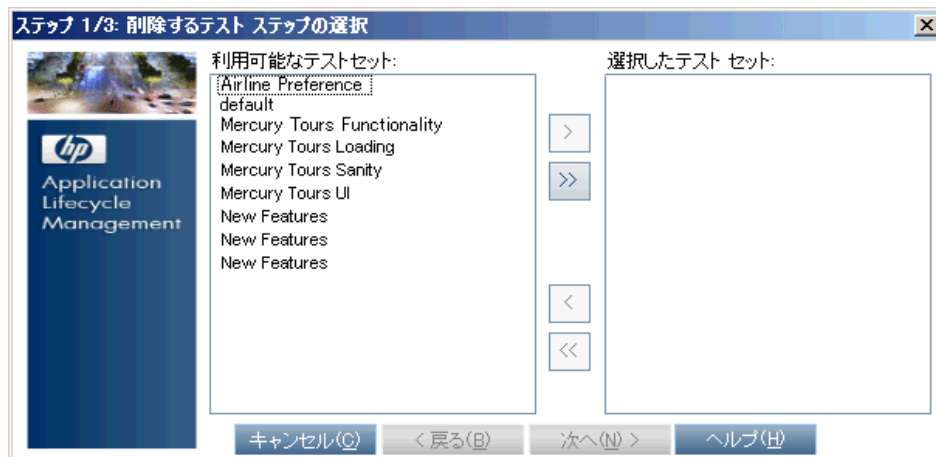 ステップ 1/3: 削除するテスト ステップの選択
利用可能なテストセット:
選択したテスト セット:
Airline Preference
default
Mercury Tours Functionality
Mercury Tours Loading
Mercury Tours Sanity
Mercury Tours UI
New Features
New Features
New Features
hp
Application
Lifecycle
Management
>
>>
<
<<
キャンセル(C)
< 戻る(B)
次へ(N) >
ヘルプ(H)